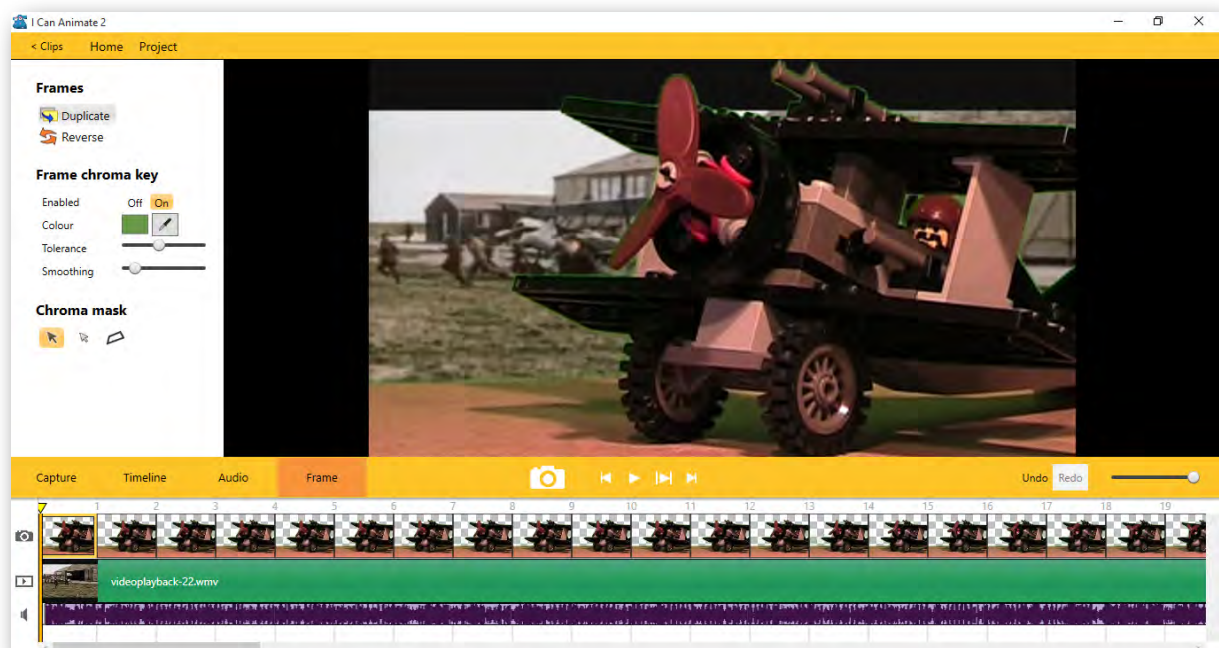 I Can Animate 2
< Clips Home Project
Frames
Duplicate
Reverse
Frame chroma key
Enabled Off On
Colour
Tolerance
Smoothing
Chroma mask
Capture Timeline Audio Frame Undo Redo
1 2 3 4 5 6 7 8 9 10 11 12 13 14 15 16 17 18 19
videoplayback-22.wmv